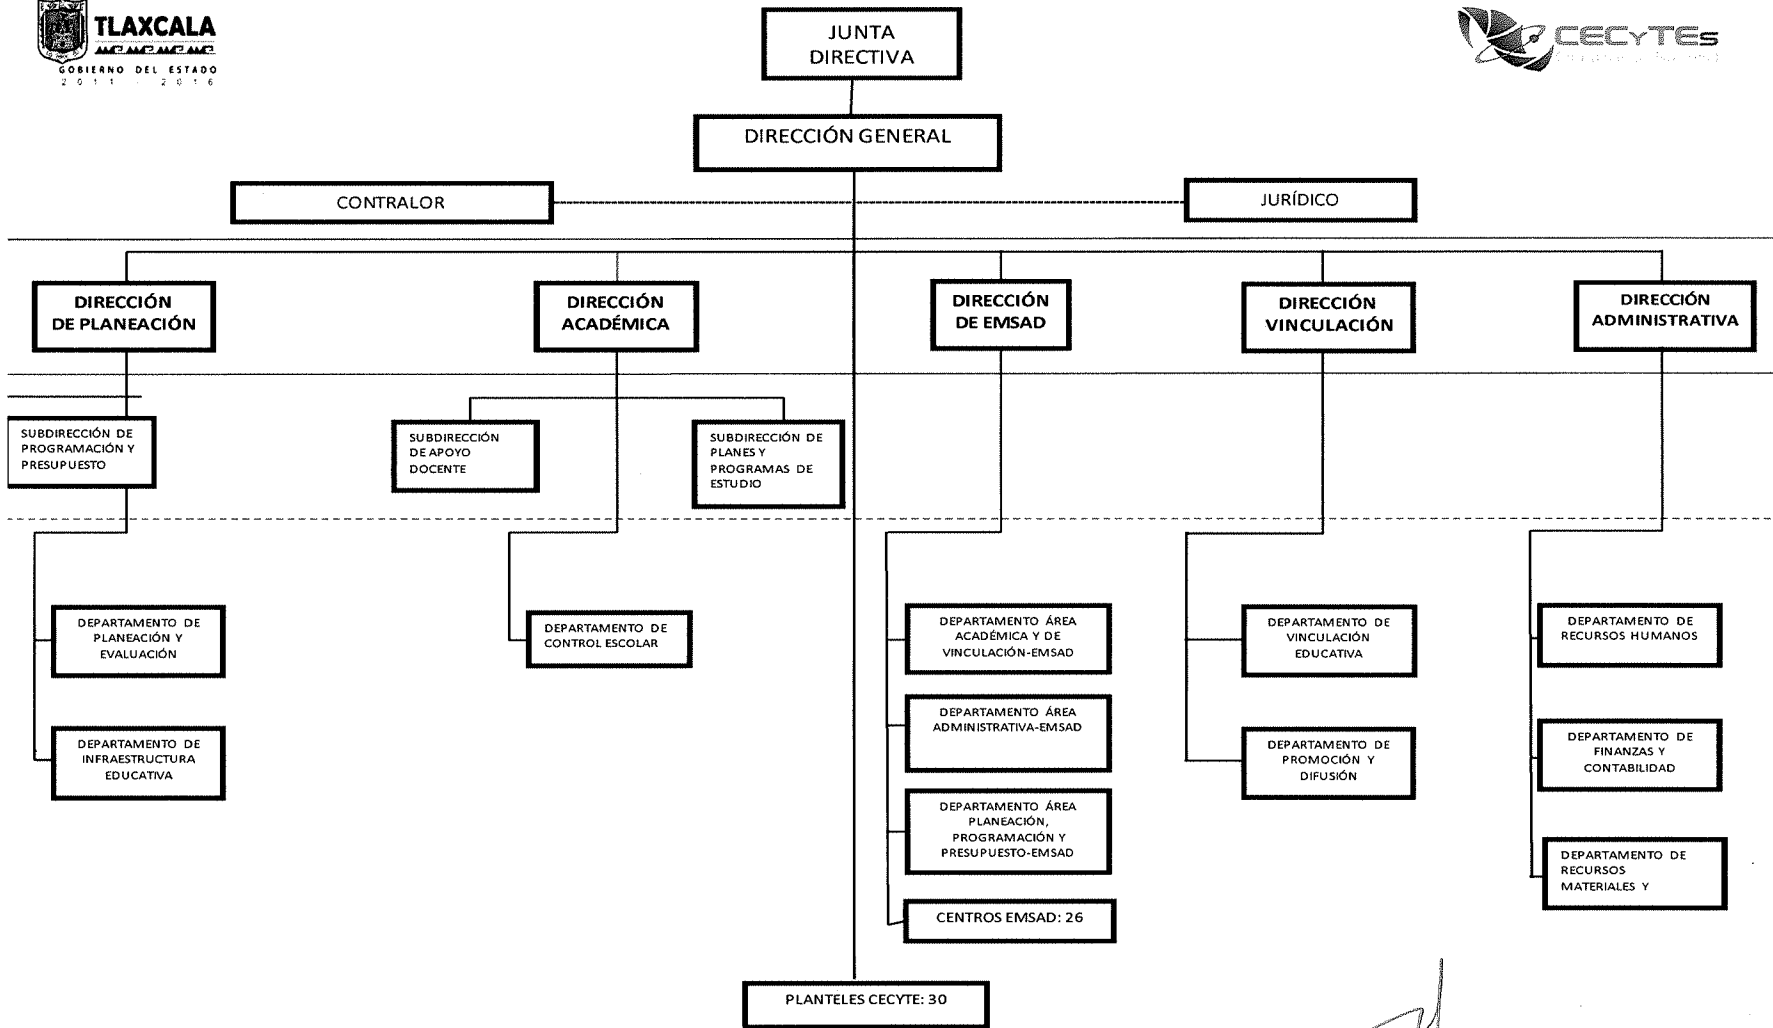 TLAXCALA
GOBIERNO DEL ESTADO
2011 - 2016
CECYTEs
JUNTA
DIRECTIVA
DIRECCIÓN GENERAL
CONTRALOR
JURÍDICO
DIRECCIÓN
DE PLANEACIÓN
DIRECCIÓN
ACADÉMICA
DIRECCIÓN
DE EMSAD
DIRECCIÓN
VINCULACIÓN
DIRECCIÓN
ADMINISTRATIVA
SUBDIRECCIÓN DE
PROGRAMACIÓN Y
PRESUPUESTO
SUBDIRECCIÓN
DE APOYO
DOCENTE
SUBDIRECCIÓN DE
PLANES Y
PROGRAMAS DE
ESTUDIO
DEPARTAMENTO DE
PLANEACIÓN Y
EVALUACIÓN
DEPARTAMENTO DE
CONTROL ESCOLAR
DEPARTAMENTO ÁREA
ACADÉMICA Y DE
VINCULACIÓN-EMSAD
DEPARTAMENTO DE
VINCULACIÓN
EDUCATIVA
DEPARTAMENTO DE
RECURSOS HUMANOS
DEPARTAMENTO DE
INFRAESTRUCTURA
EDUCATIVA
DEPARTAMENTO ÁREA
ADMINISTRATIVA-EMSAD
DEPARTAMENTO DE
PROMOCIÓN Y
DIFUSIÓN
DEPARTAMENTO DE
FINANZAS Y
CONTABILIDAD
DEPARTAMENTO ÁREA
PLANEACIÓN,
PROGRAMACIÓN Y
PRESUPUESTO-EMSAD
DEPARTAMENTO DE
RECURSOS
MATERIALES Y
CENTROS EMSAD: 26
PLANTELES CECYTE: 30